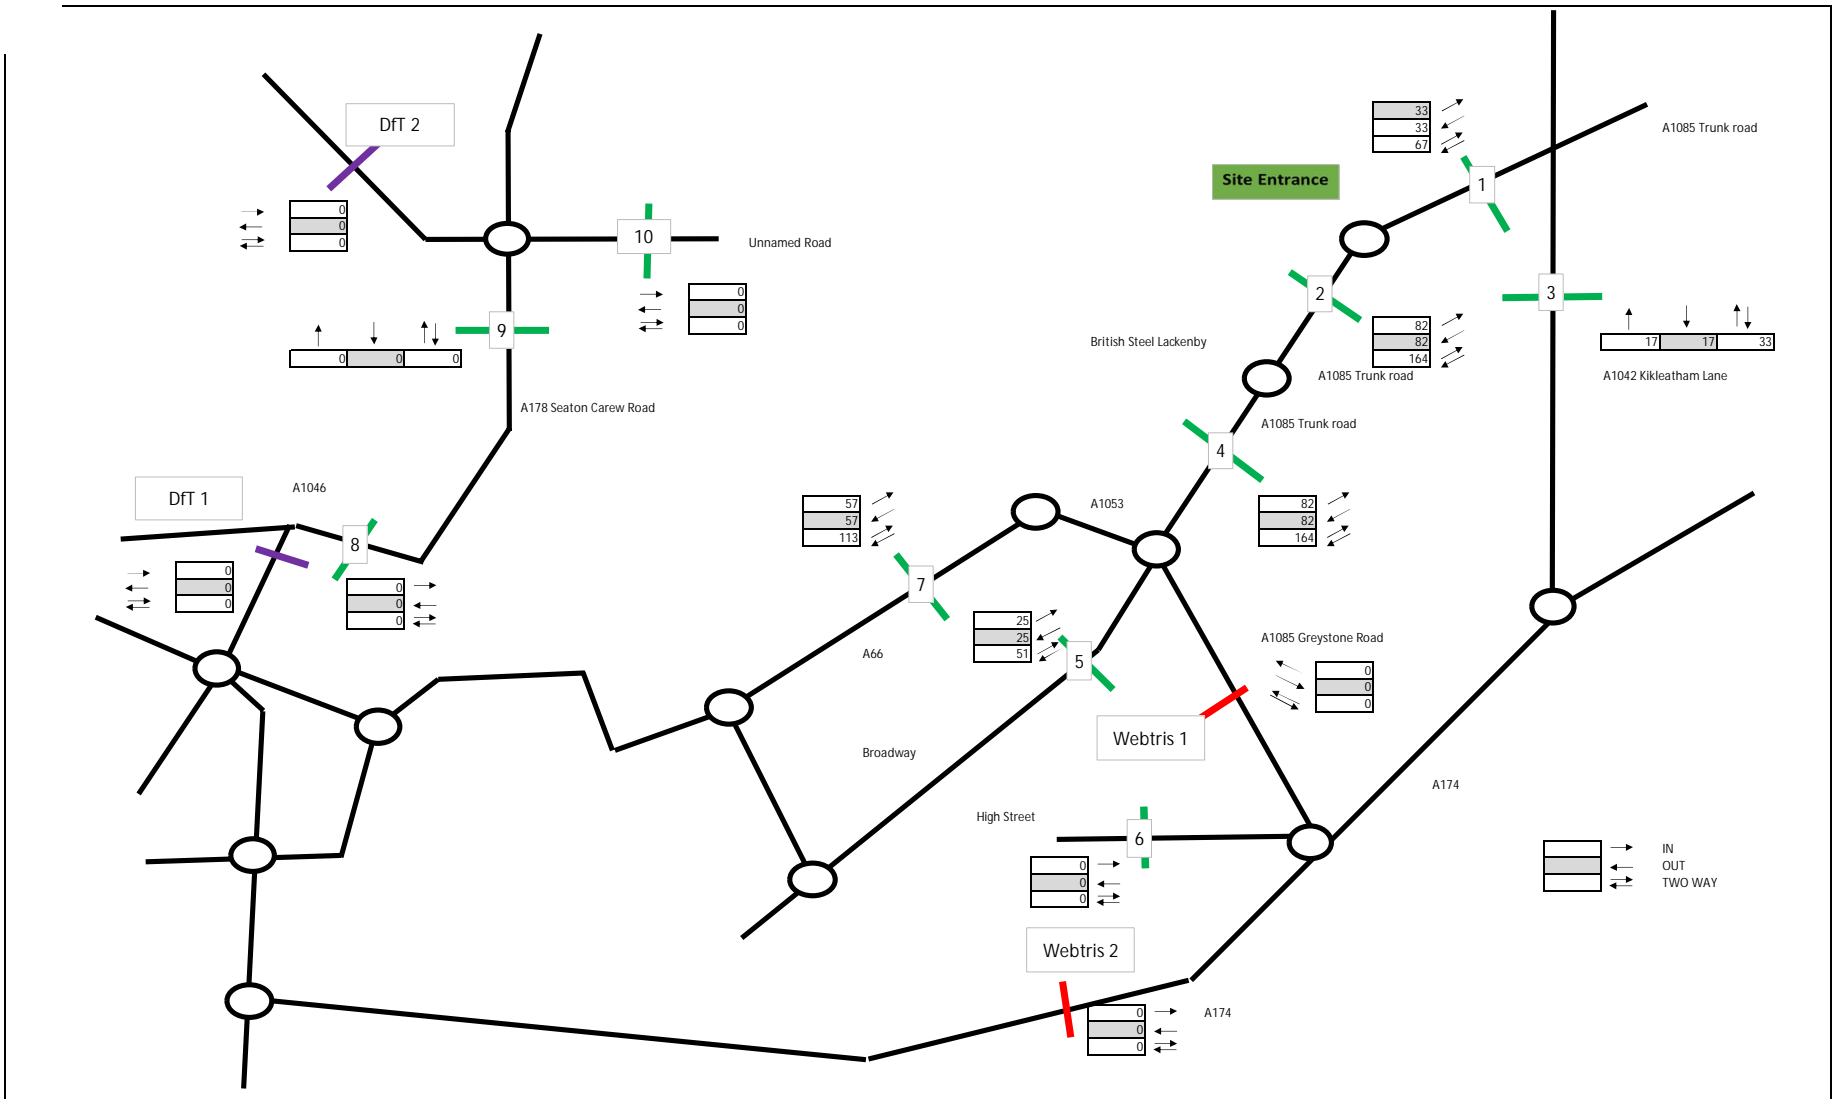 DfT 2
0
0
0
10
Unnamed Road
0
0
0
9
0 0 0
A178 Seaton Carew Road
DfT 1
A1046
8
0
0
0
0
0
0
33
33
67
A1085 Trunk road
Site Entrance
1
2
3
82
82
164
17 17 33
British Steel Lackenby
A1085 Trunk road
A1042 Kikleatham Lane
A1085 Trunk road
4
82
82
164
A1053
57
57
113
7
25
25
51
5
A66
A1085 Greystone Road
0
0
0
Webtris 1
Broadway
A174
High Street
6
0
0
0
IN
OUT
TWO WAY
Webtris 2
0
0
0
A174